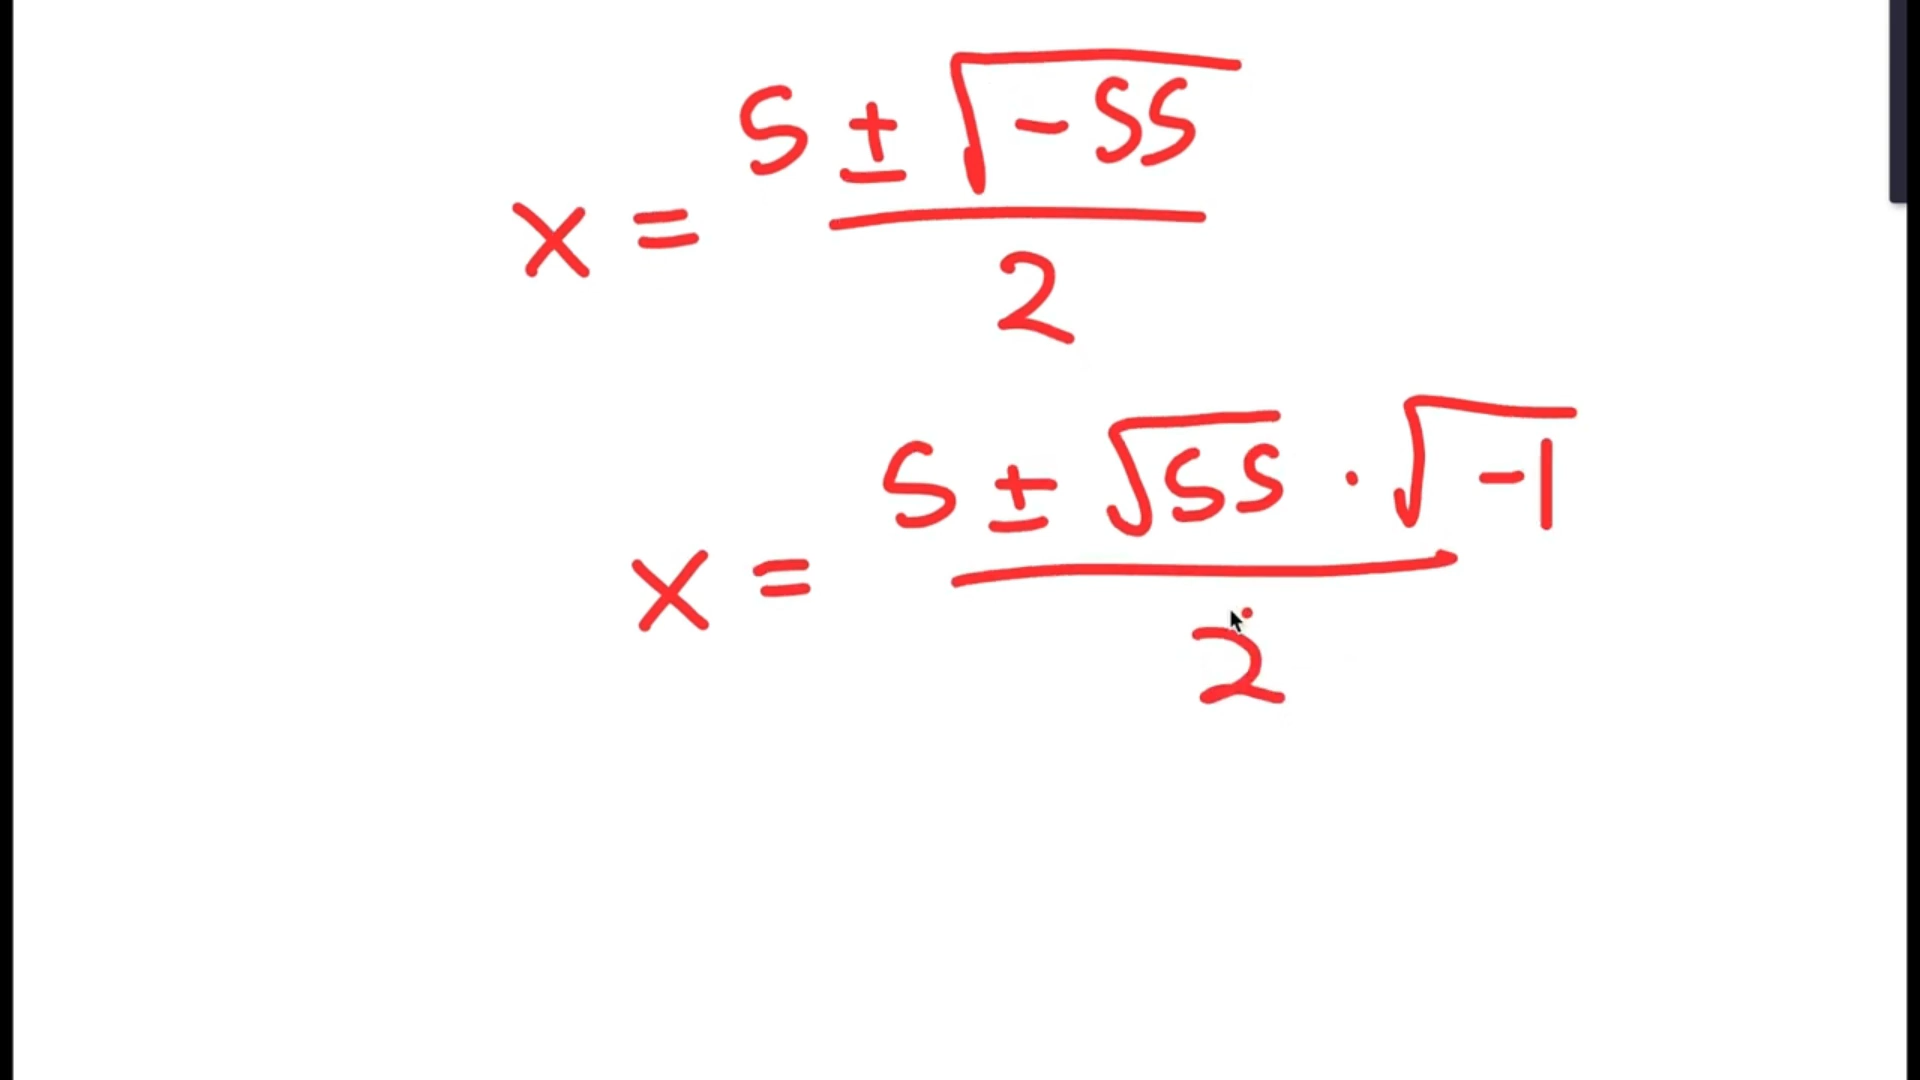 x = 5 ± √-55 / 2
x = 5 ± √55 · √-1 / 2